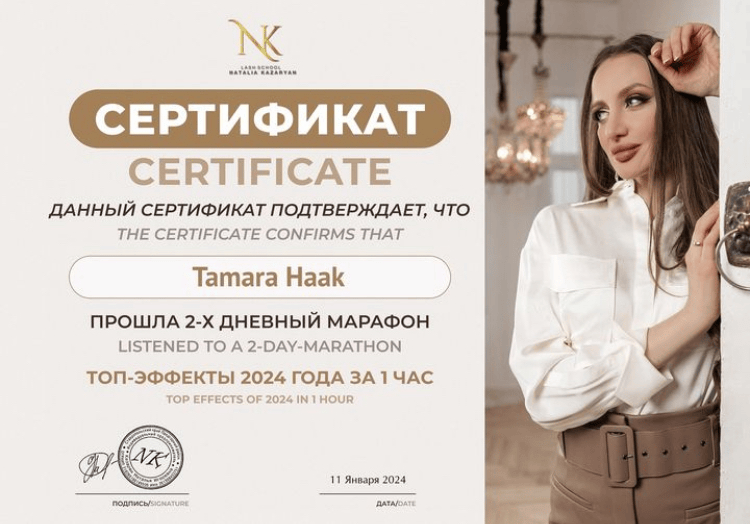 NK
LASH SCHOOL
NATALIA KAZARYAN
СЕРТИФИКАТ
CERTIFICATE
ДАННЫЙ СЕРТИФИКАТ ПОДТВЕРЖДАЕТ, ЧТО
THE CERTIFICATE CONFIRMS THAT
Tamara Haak
ПРОШЛА 2-Х ДНЕВНЫЙ МАРАФОН
LISTENED TO A 2-DAY-MARATHON
ТОП-ЭФФЕКТЫ 2024 ГОДА ЗА 1 ЧАС
TOP EFFECTS OF 2024 IN 1 HOUR
NK
11 Января 2024
ПОДПИСЬ/SIGNATURE
ДАТА/DATE